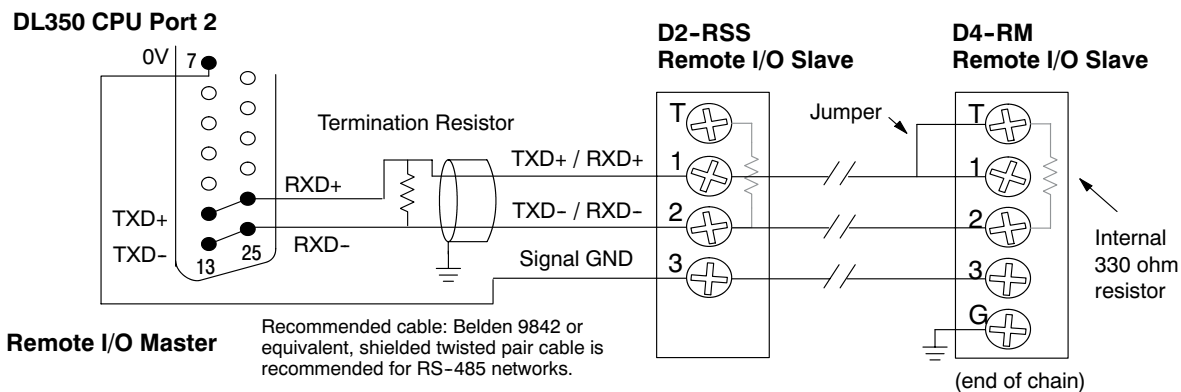 DL350 CPU Port 2
0V
7
TXD+
TXD-
13
25
RXD+
RXD-
Termination Resistor
TXD+ / RXD+
TXD- / RXD-
Signal GND
D2-RSS
Remote I/O Slave
T
1
2
3
Jumper
D4-RM
Remote I/O Slave
T
1
2
3
G
Internal
330 ohm
resistor
(end of chain)
Remote I/O Master
Recommended cable: Belden 9842 or
equivalent, shielded twisted pair cable is
recommended for RS-485 networks.